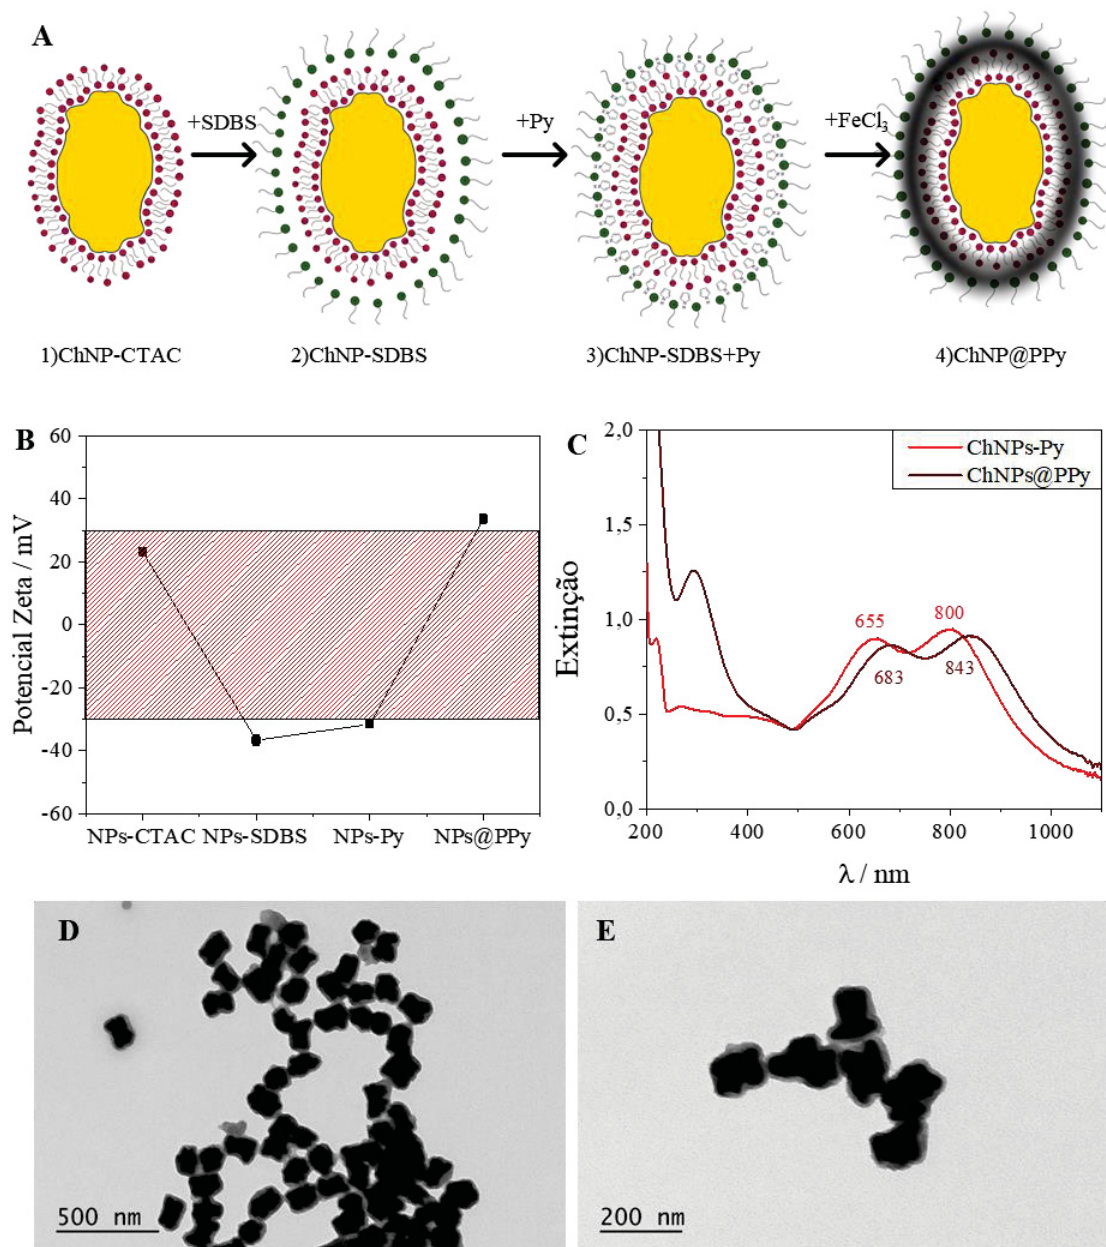 A
+SDBS
+Py
+FeCl3
1)ChNP-CTAC
2)ChNP-SDBS
3)ChNP-SDBS+Py
4)ChNP@PPy
B
Potencial Zeta / mV
60
40
20
0
-20
-40
-60
NPs-CTAC NPs-SDBS NPs-Py NPs@PPy
C
Extinção
2,0
1,5
1,0
0,5
0,0
ChNPs-Py
ChNPs@PPy
655
800
683
843
200 400 600 800 1000
λ / nm
D
500 nm
E
200 nm